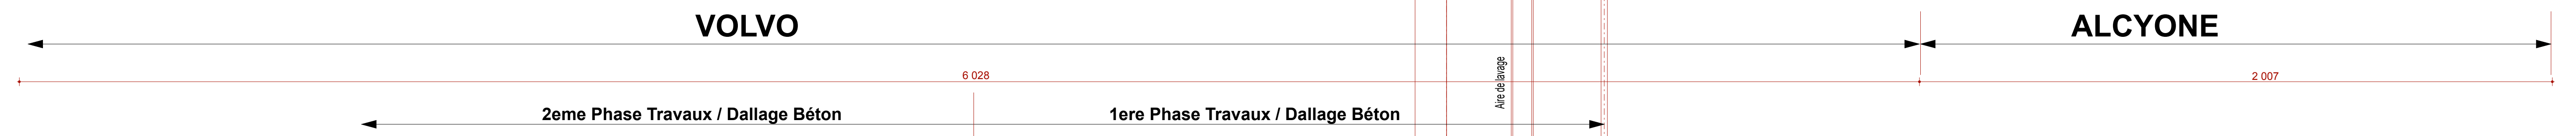 VOLVO
ALCYONE
6 028
2 007
Aire de lavage
2eme Phase Travaux / Dallage Béton
1ere Phase Travaux / Dallage Béton